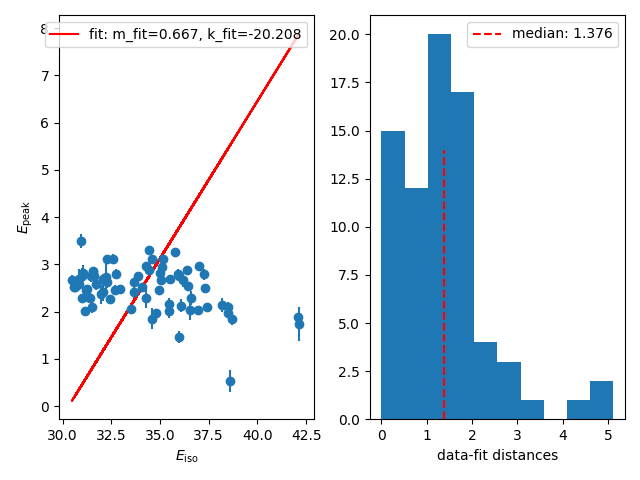 fit: m_fit=0.667, k_fit=-20.208
8
7
6
5
4
3
2
1
0
E_peak
30.0 32.5 35.0 37.5 40.0 42.5
E_iso
median: 1.376
20.0
17.5
15.0
12.5
10.0
7.5
5.0
2.5
0.0
0 1 2 3 4 5
data-fit distances